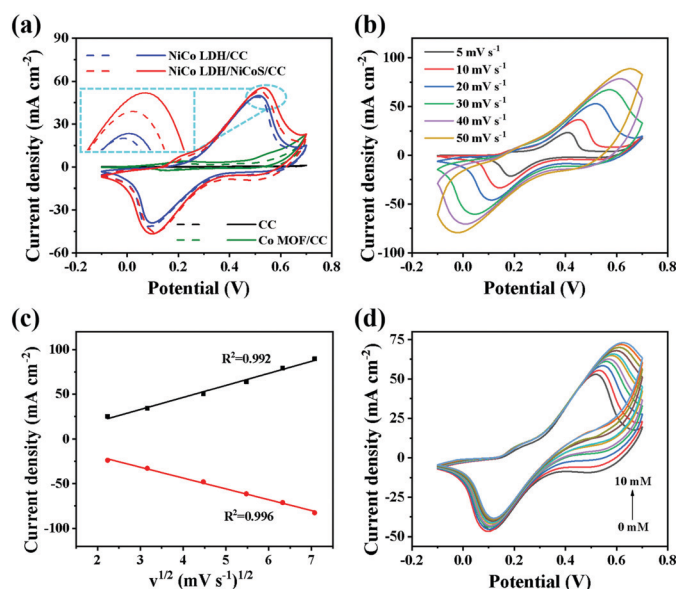 (a)
NiCo LDH/CC
NiCo LDH/NiCoS/CC
CC
Co MOF/CC
60
30
0
-30
-60
Current density (mA cm-2)
-0.2 0.0 0.2 0.4 0.6 0.8
Potential (V)
(b)
5 mV s-1
10 mV s-1
20 mV s-1
30 mV s-1
40 mV s-1
50 mV s-1
100
50
0
-50
-100
Current density (mA cm-2)
-0.2 0.0 0.2 0.4 0.6 0.8
Potential (V)
(c)
R2=0.992
R2=0.996
100
50
0
-50
-100
Current density (mA cm-2)
2 3 4 5 6 7
v1/2 (mV s-1)1/2
(d)
10 mM
0 mM
75
50
25
0
-25
-50
Current density (mA cm-2)
-0.2 0.0 0.2 0.4 0.6 0.8
Potential (V)